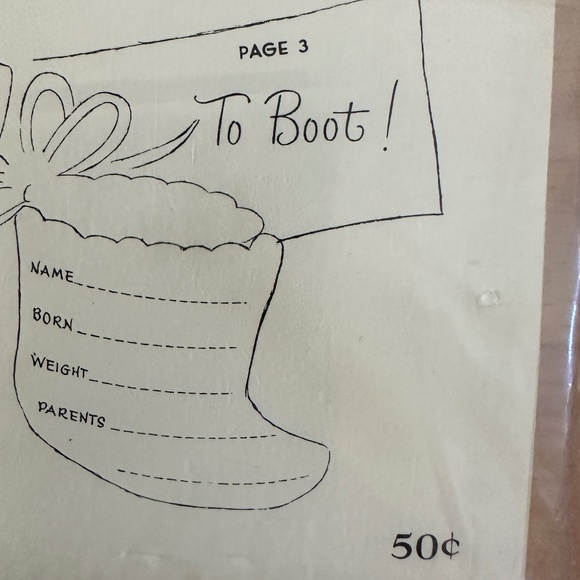 PAGE 3
To Boot!
NAME
BORN
WEIGHT
PARENTS
50¢